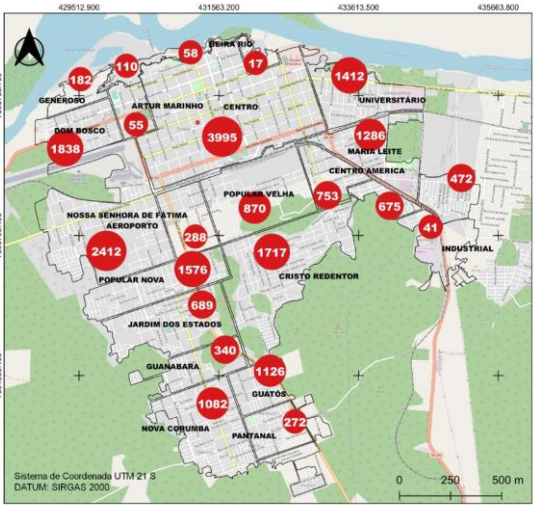 429512.900 431563.200 433613.500 435663.800
BEIRA RIO
58
17
110
182
1412
GENEROSO
UNIVERSITÁRIO
ARTUR MARINHO CENTRO
55
DOM BOSCO
3995
1286
1838
MARIA LEITE
CENTRO AMERICA
472
POPULAR VELHA
753
870
675
NOSSA SENHORA DE FÁTIMA
AEROPORTO
41
288
2412
1717
INDUSTRIAL
1576
POPULAR NOVA
CRISTO REDENTOR
689
JARDIM DOS ESTADOS
340
GUANABARA
1126
GUATÓS
1082
272
NOVA CORUMBA
PANTANAL
Sistema de Coordenada UTM 21 S
DATUM: SIRGAS 2000
0 250 500 m